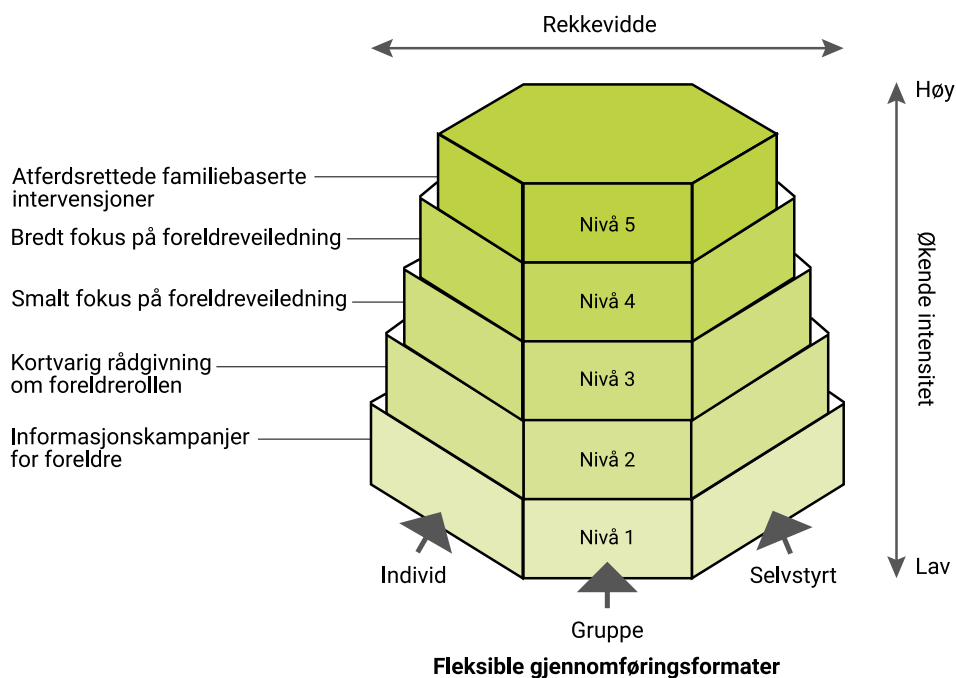 Rekkevidde
Høy
Atferdsrettede familiebaserte
intervensjoner
Nivå 5
Bredt fokus på foreldreveiledning
Nivå 4
Smalt fokus på foreldreveiledning
Nivå 3
Kortvarig rådgivning
om foreldrerollen
Nivå 2
Informasjonskampanjer
for foreldre
Nivå 1
Økende intensitet
Lav
Individ
Gruppe
Selvstyrt
Fleksible gjennomføringsformater